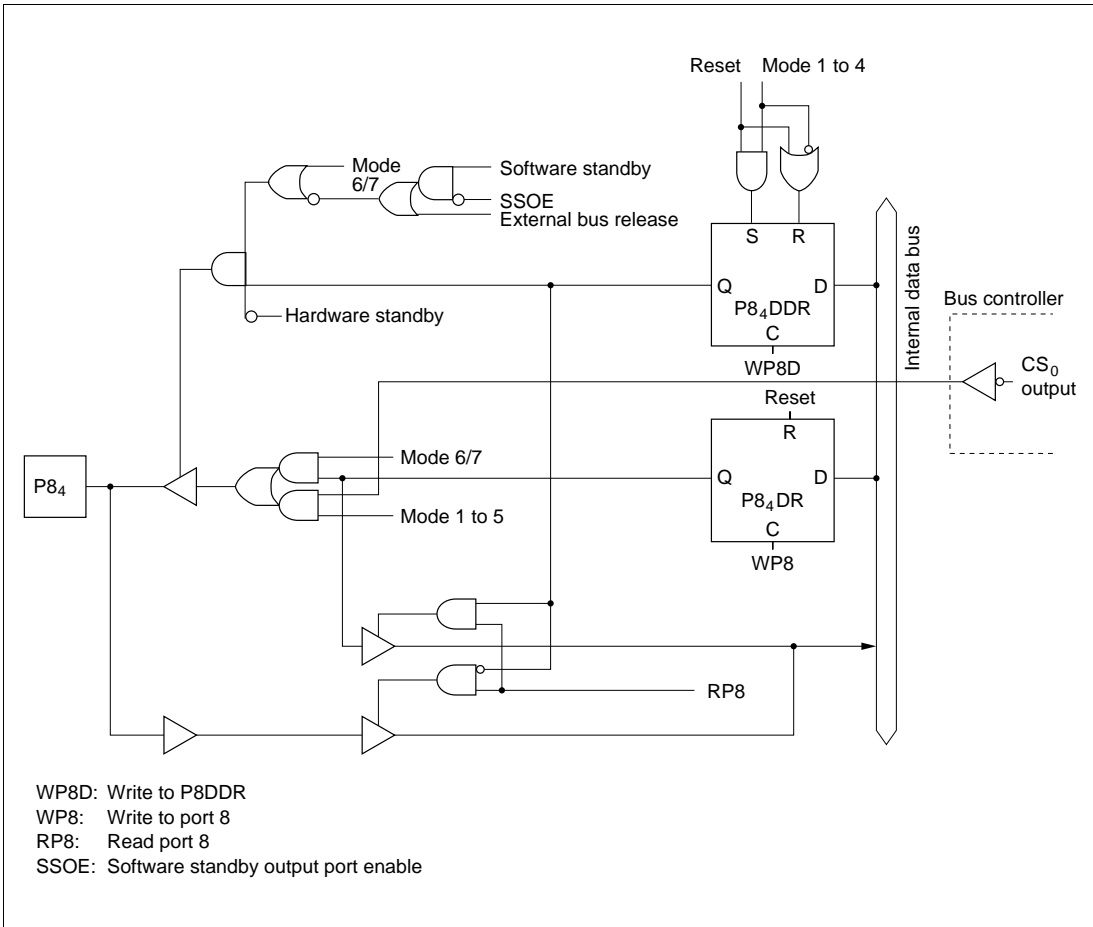 Reset Mode 1 to 4
Mode
6/7
Software standby
SSOE
External bus release
S R
Q D
P8₄DDR
C
WP8D
Hardware standby
Internal data bus
Bus controller
CS₀
output
Reset
R
Mode 6/7
Q D
P8₄DR
C
WP8
P8₄
Mode 1 to 5
RP8
WP8D: Write to P8DDR
WP8: Write to port 8
RP8: Read port 8
SSOE: Software standby output port enable